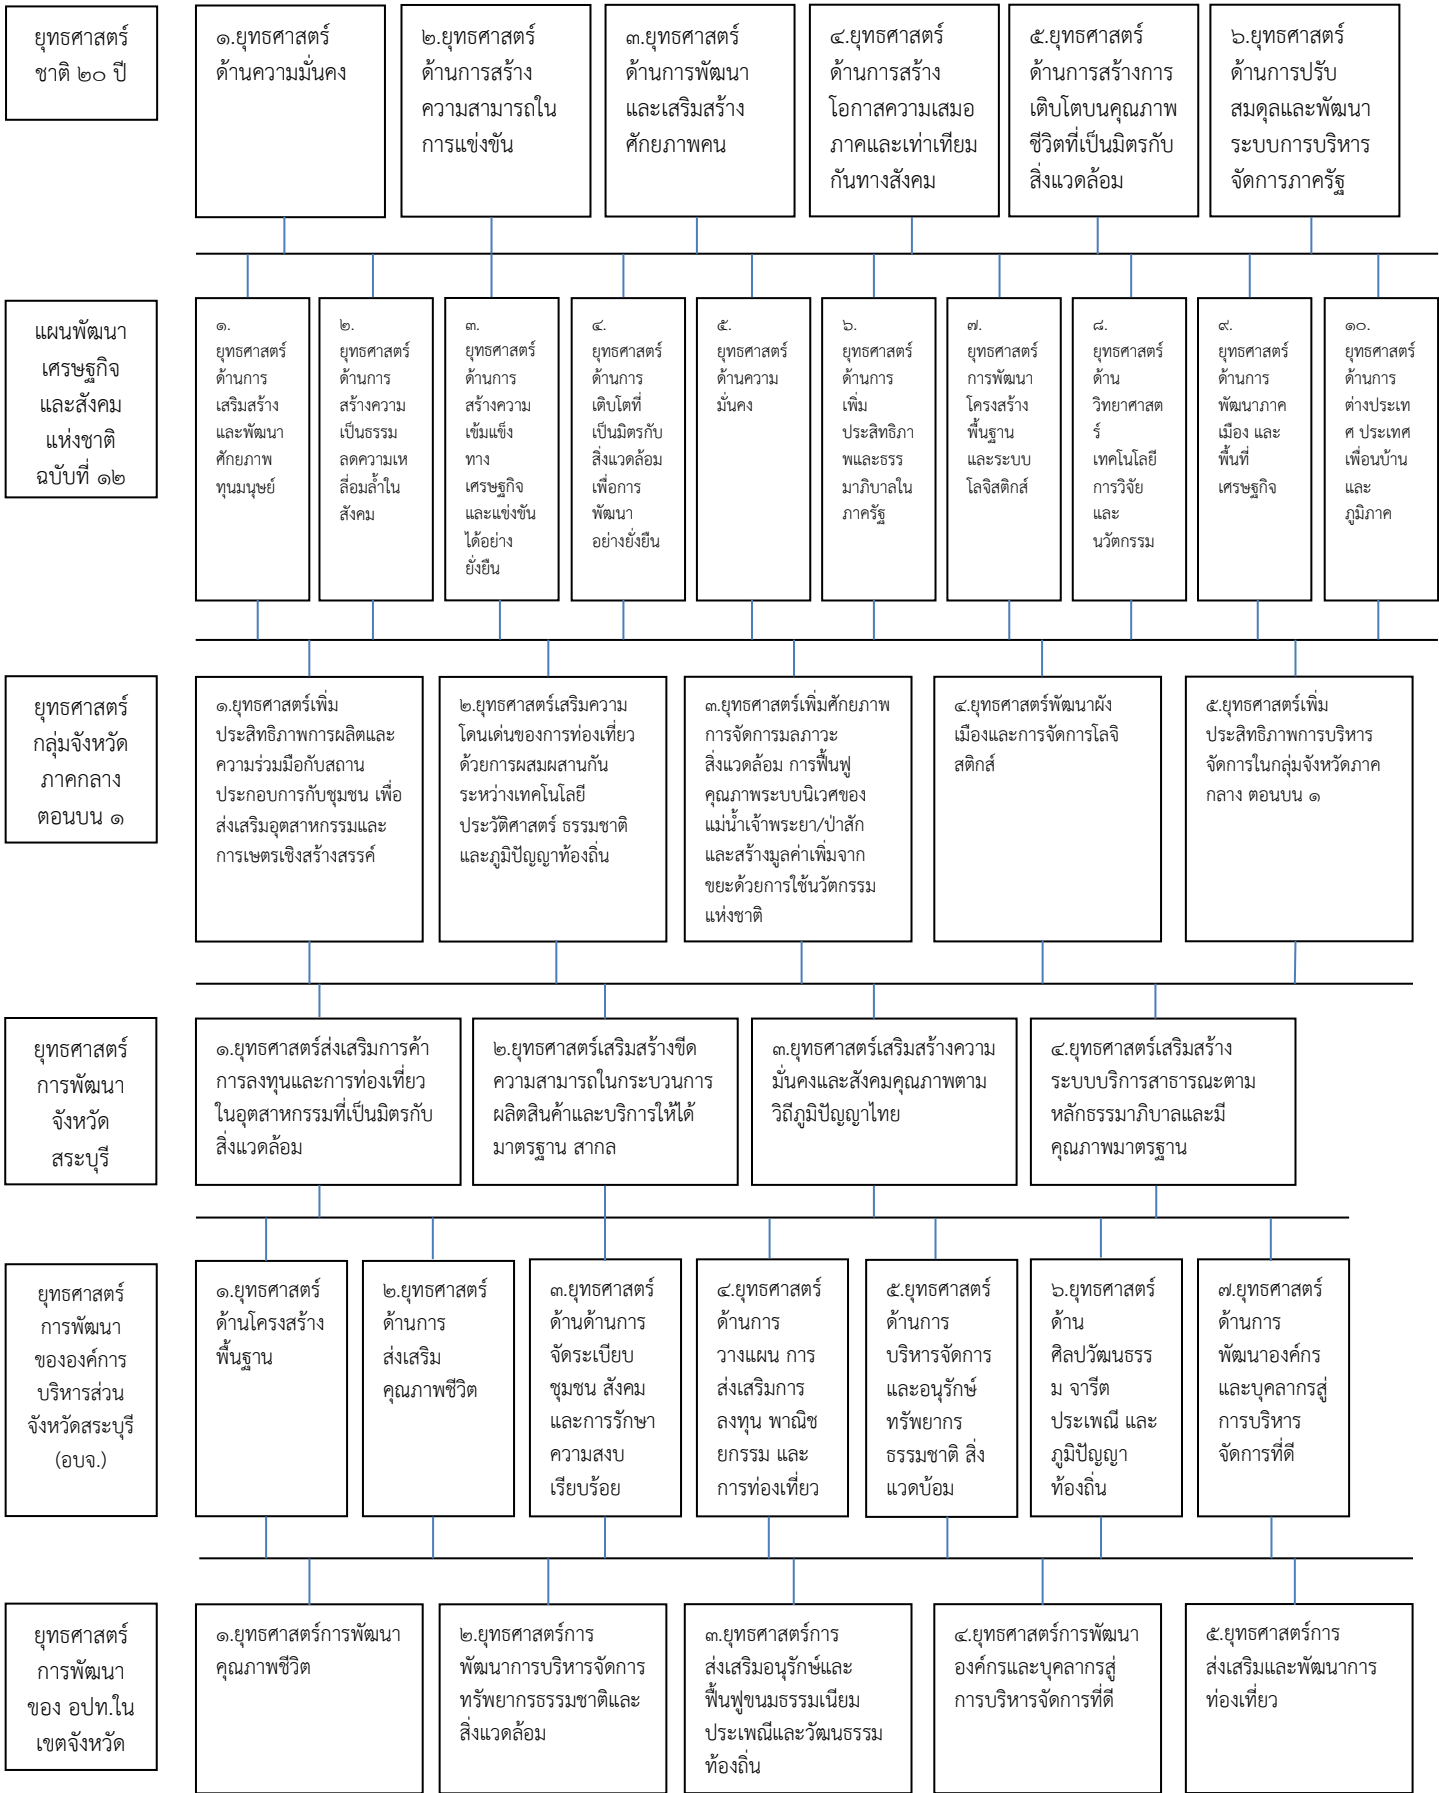 ยุทธศาสตร์
ชาติ ๒๐ ปี
๑.ยุทธศาสตร์
ด้านความมั่นคง
๒.ยุทธศาสตร์
ด้านการสร้าง
ความสามารถใน
การแข่งขัน
๓.ยุทธศาสตร์
ด้านการพัฒนา
และเสริมสร้าง
ศักยภาพคน
๔.ยุทธศาสตร์
ด้านการสร้าง
โอกาสความเสมอ
ภาคและเท่าเทียม
กันทางสังคม
๕.ยุทธศาสตร์
ด้านการสร้างการ
เติบโตบนคุณภาพ
ชีวิตที่เป็นมิตรกับ
สิ่งแวดล้อม
๖.ยุทธศาสตร์
ด้านการปรับ
สมดุลและพัฒนา
ระบบการบริหาร
จัดการภาครัฐ
แผนพัฒนา
เศรษฐกิจ
และสังคม
แห่งชาติ
ฉบับที่ ๑๒
๑.
ยุทธศาสตร์
ด้านการ
เสริมสร้าง
และพัฒนา
ศักยภาพ
ทุนมนุษย์
๒.
ยุทธศาสตร์
ด้านการ
สร้างความ
เป็นธรรม
ลดความเห
ลื่อมล้ำใน
สังคม
๓.
ยุทธศาสตร์
ด้านการ
สร้างความ
เข้มแข็ง
ทาง
เศรษฐกิจ
และแข่งขัน
ได้อย่าง
ยั่งยืน
๔.
ยุทธศาสตร์
ด้านการ
เติบโตที่
เป็นมิตรกับ
สิ่งแวดล้อม
เพื่อการ
พัฒนา
อย่างยั่งยืน
๕.
ยุทธศาสตร์
ด้านความ
มั่นคง
๖.
ยุทธศาสตร์
ด้านการ
เพิ่ม
ประสิทธิภา
พและธรร
มาภิบาลใน
ภาครัฐ
๗.
ยุทธศาสตร์
การพัฒนา
โครงสร้าง
พื้นฐาน
และระบบ
โลจิสติกส์
๘.
ยุทธศาสตร์
ด้าน
วิทยาศาสต
ร์
เทคโนโลยี
การวิจัย
และ
นวัตกรรม
๙.
ยุทธศาสตร์
ด้านการ
พัฒนาภาค
เมือง และ
พื้นที่
เศรษฐกิจ
๑๐.
ยุทธศาสตร์
ด้านการ
ต่างประเท
ศ ประเทศ
เพื่อนบ้าน
และ
ภูมิภาค
ยุทธศาสตร์
กลุ่มจังหวัด
ภาคกลาง
ตอนบน ๑
๑.ยุทธศาสตร์เพิ่ม
ประสิทธิภาพการผลิตและ
ความร่วมมือกับสถาน
ประกอบการกับชุมชน เพื่อ
ส่งเสริมอุตสาหกรรมและ
การเษตรเชิงสร้างสรรค์
๒.ยุทธศาสตร์เสริมความ
โดนเด่นของการท่องเที่ยว
ด้วยการผสมผสานกัน
ระหว่างเทคโนโลยี
ประวัติศาสตร์ ธรรมชาติ
และภูมิปัญญาท้องถิ่น
๓.ยุทธศาสตร์เพิ่มศักยภาพ
การจัดการมลภาวะ
สิ่งแวดล้อม การฟื้นฟู
คุณภาพระบบนิเวศของ
แม่น้ำเจ้าพระยา/ป่าสัก
และสร้างมูลค่าเพิ่มจาก
ขยะด้วยการใช้นวัตกรรม
แห่งชาติ
๔.ยุทธศาสตร์พัฒนาผัง
เมืองและการจัดการโลจิ
สติกส์
๕.ยุทธศาสตร์เพิ่ม
ประสิทธิภาพการบริหาร
จัดการในกลุ่มจังหวัดภาค
กลาง ตอนบน ๑
ยุทธศาสตร์
การพัฒนา
จังหวัด
สระบุรี
๑.ยุทธศาสตร์ส่งเสริมการค้า
การลงทุนและการท่องเที่ยว
ในอุตสาหกรรมที่เป็นมิตรกับ
สิ่งแวดล้อม
๒.ยุทธศาสตร์เสริมสร้างขีด
ความสามารถในกระบวนการ
ผลิตสินค้าและบริการให้ได้
มาตรฐาน สากล
๓.ยุทธศาสตร์เสริมสร้างความ
มั่นคงและสังคมคุณภาพตาม
วิถีภูมิปัญญาไทย
๔.ยุทธศาสตร์เสริมสร้าง
ระบบบริการสาธารณะตาม
หลักธรรมาภิบาลและมี
คุณภาพมาตรฐาน
ยุทธศาสตร์
การพัฒนา
ขององค์การ
บริหารส่วน
จังหวัดสระบุรี
(อบจ.)
๑.ยุทธศาสตร์
ด้านโครงสร้าง
พื้นฐาน
๒.ยุทธศาสตร์
ด้านการ
ส่งเสริม
คุณภาพชีวิต
๓.ยุทธศาสตร์
ด้านด้านการ
จัดระเบียบ
ชุมชน สังคม
และการรักษา
ความสงบ
เรียบร้อย
๔.ยุทธศาสตร์
ด้านการ
วางแผน การ
ส่งเสริมการ
ลงทุน พาณิช
ยกรรม และ
การท่องเที่ยว
๕.ยุทธศาสตร์
ด้านการ
บริหารจัดการ
และอนุรักษ์
ทรัพยากร
ธรรมชาติ สิ่ง
แวดบ้อม
๖.ยุทธศาสตร์
ด้าน
ศิลปวัฒนธรร
ม จารีต
ประเพณี และ
ภูมิปัญญา
ท้องถิ่น
๗.ยุทธศาสตร์
ด้านการ
พัฒนาองค์กร
และบุคลากรสู่
การบริหาร
จัดการที่ดี
ยุทธศาสตร์
การพัฒนา
ของ อปท.ใน
เขตจังหวัด
๑.ยุทธศาสตร์การพัฒนา
คุณภาพชีวิต
๒.ยุทธศาสตร์การ
พัฒนาการบริหารจัดการ
ทรัพยากรธรรมชาติและ
สิ่งแวดล้อม
๓.ยุทธศาสตร์การ
ส่งเสริมอนุรักษ์และ
ฟื้นฟูขนมธรรมเนียม
ประเพณีและวัฒนธรรม
ท้องถิ่น
๔.ยุทธศาสตร์การพัฒนา
องค์กรและบุคลากรสู่
การบริหารจัดการที่ดี
๕.ยุทธศาสตร์การ
ส่งเสริมและพัฒนาการ
ท่องเที่ยว